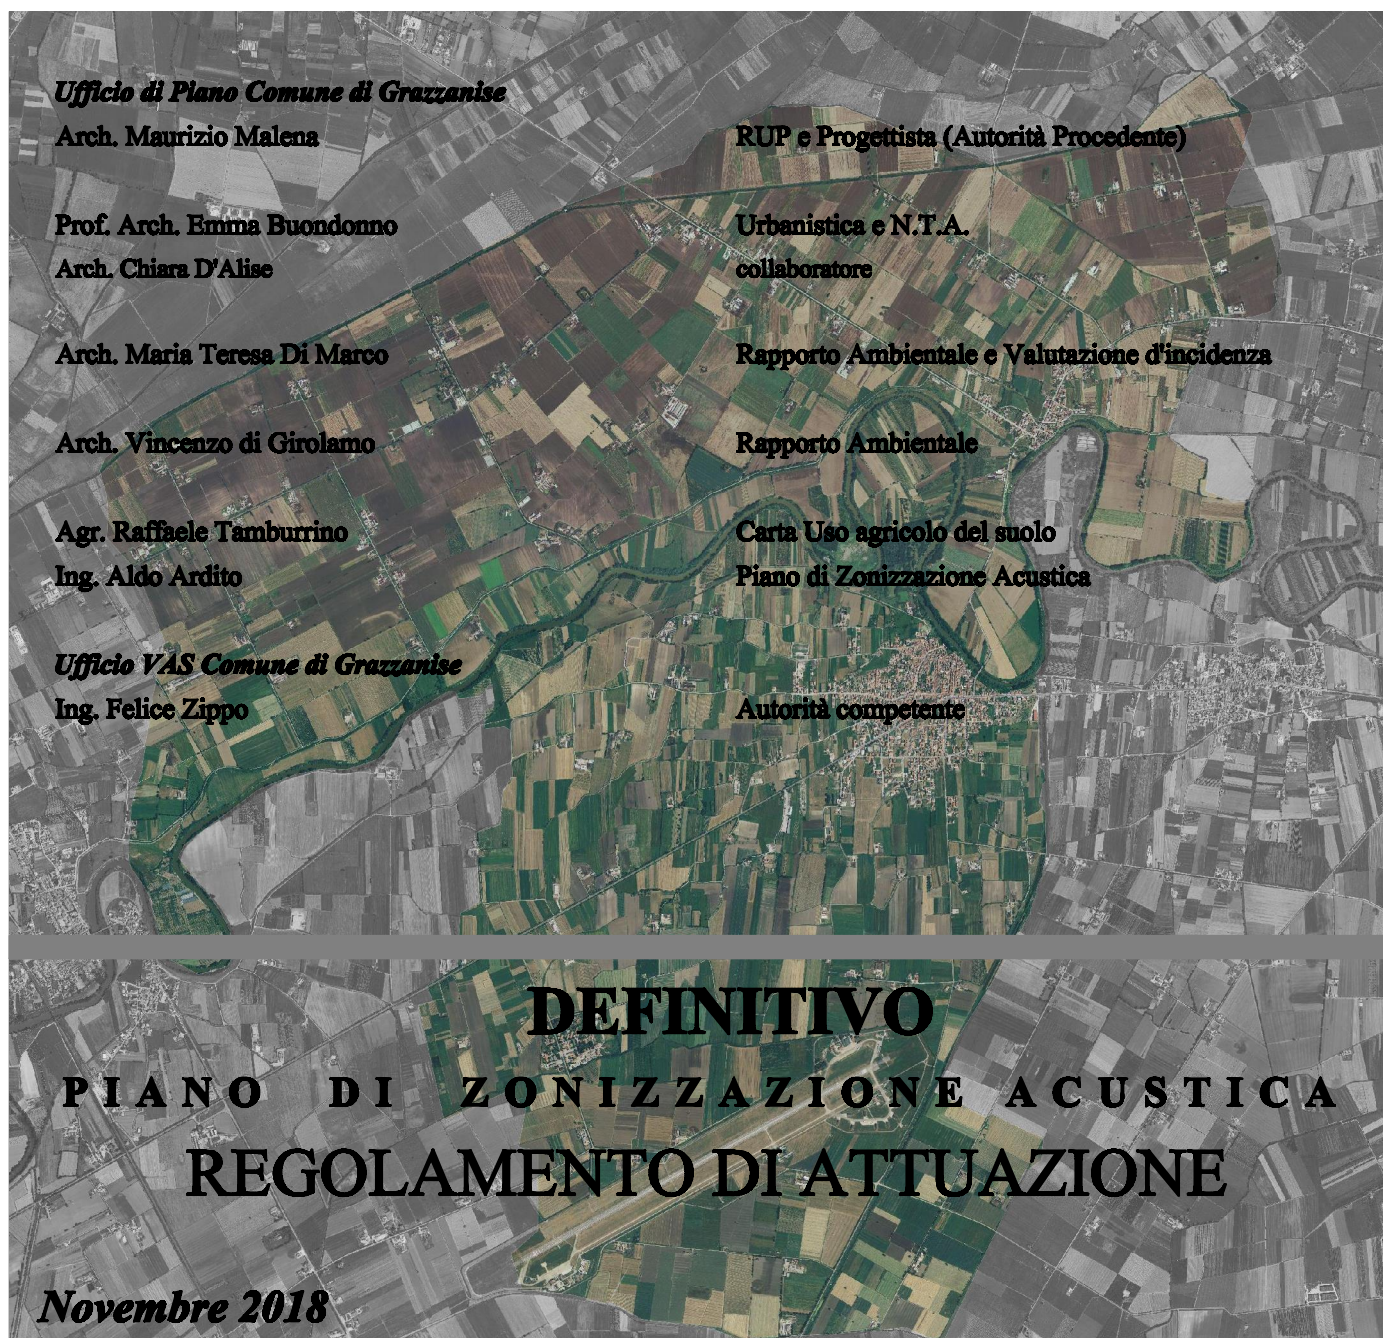 Ufficio di Piano Comune di Grazzanise
Arch. Maurizio Malena RUP e Progettista (Autorità Procedente)
Prof. Arch. Emma Buondonno Urbanistica e N.T.A.
Arch. Chiara D'Alise collaboratore
Arch. Maria Teresa Di Marco Rapporto Ambientale e Valutazione d'incidenza
Arch. Vincenzo di Girolamo Rapporto Ambientale
Agr. Raffaele Tamburrino Carta Uso agricolo del suolo
Ing. Aldo Ardito Piano di Zonizzazione Acustica
Ufficio VAS Comune di Grazzanise
Ing. Felice Zippo Autorità competente
DEFINITIVO
PIANO DI ZONIZZAZIONE ACUSTICA
REGOLAMENTO DI ATTUAZIONE
Novembre 2018